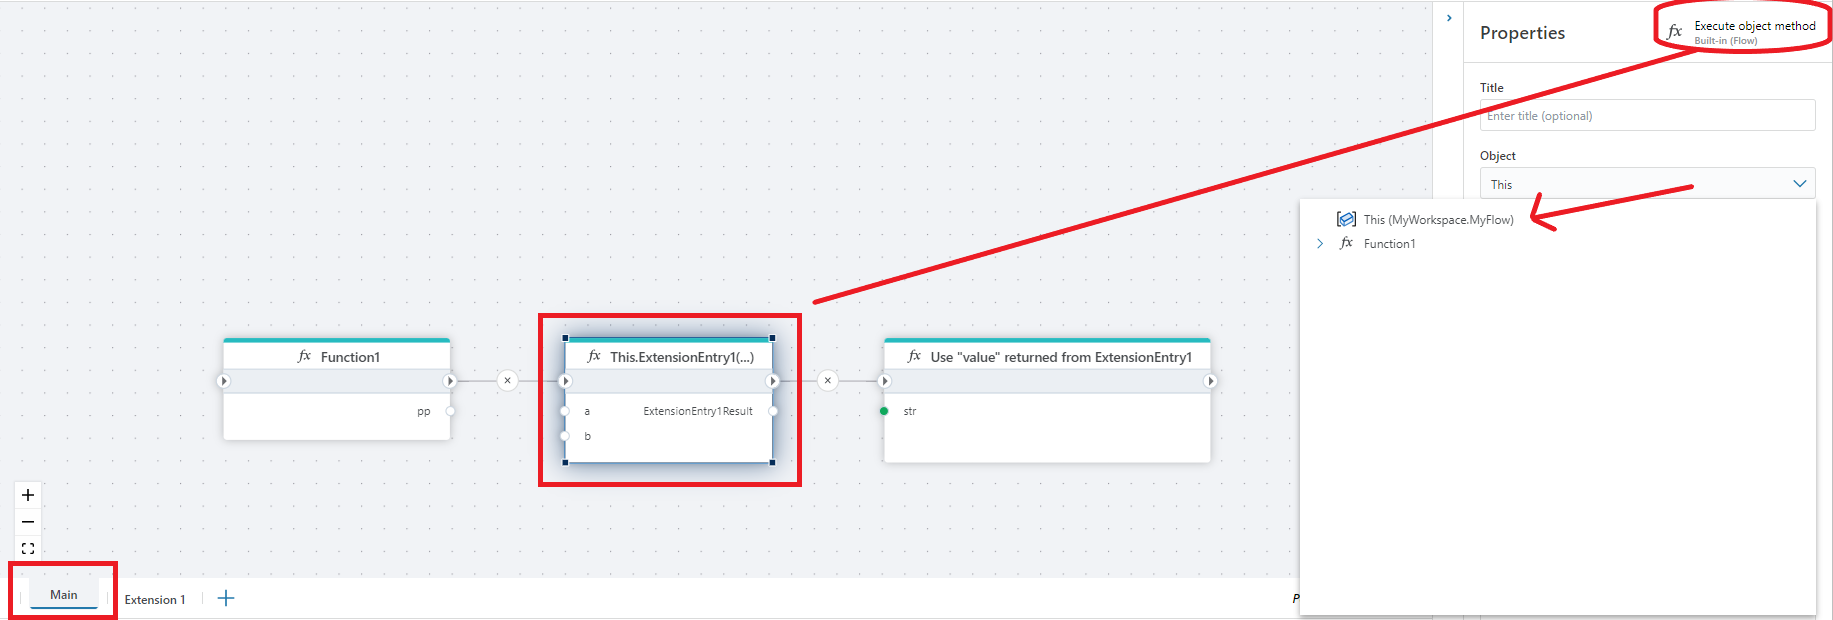 Properties
fx Execute object method
Built-in (Flow)
Title
Enter title (optional)
Object
This
This (MyWorkspace.MyFlow)
fx Function1
fx Function1
pp
fx This.ExtensionEntry1(...)
a ExtensionEntry1Result
b
fx Use "value" returned from ExtensionEntry1
str
Main
Extension 1
P